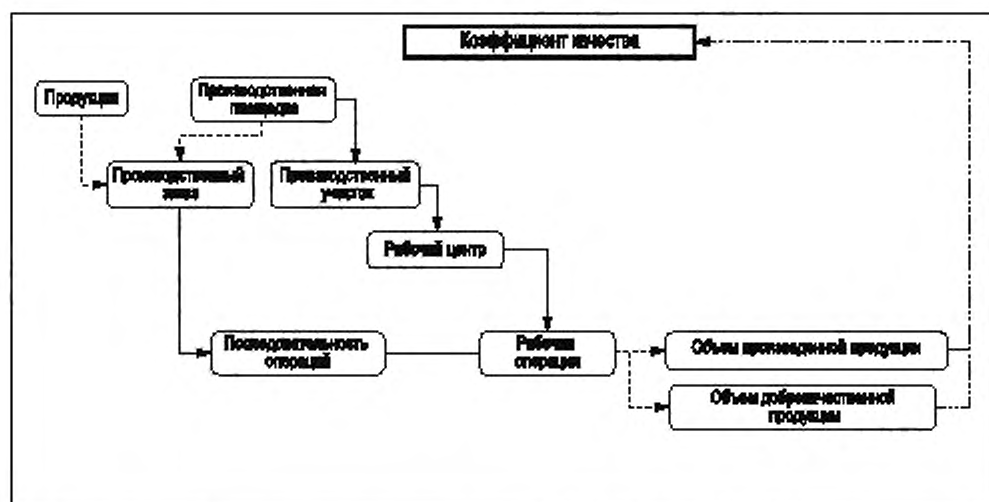 Коэффициент качества
Продукция
Производственная
площадка
Производственный
заказ
Производственный
участок
Рабочий центр
Последовательность
операций
Рабочая
операция
Объем произведенной продукции
Объем доброкачественной
продукции